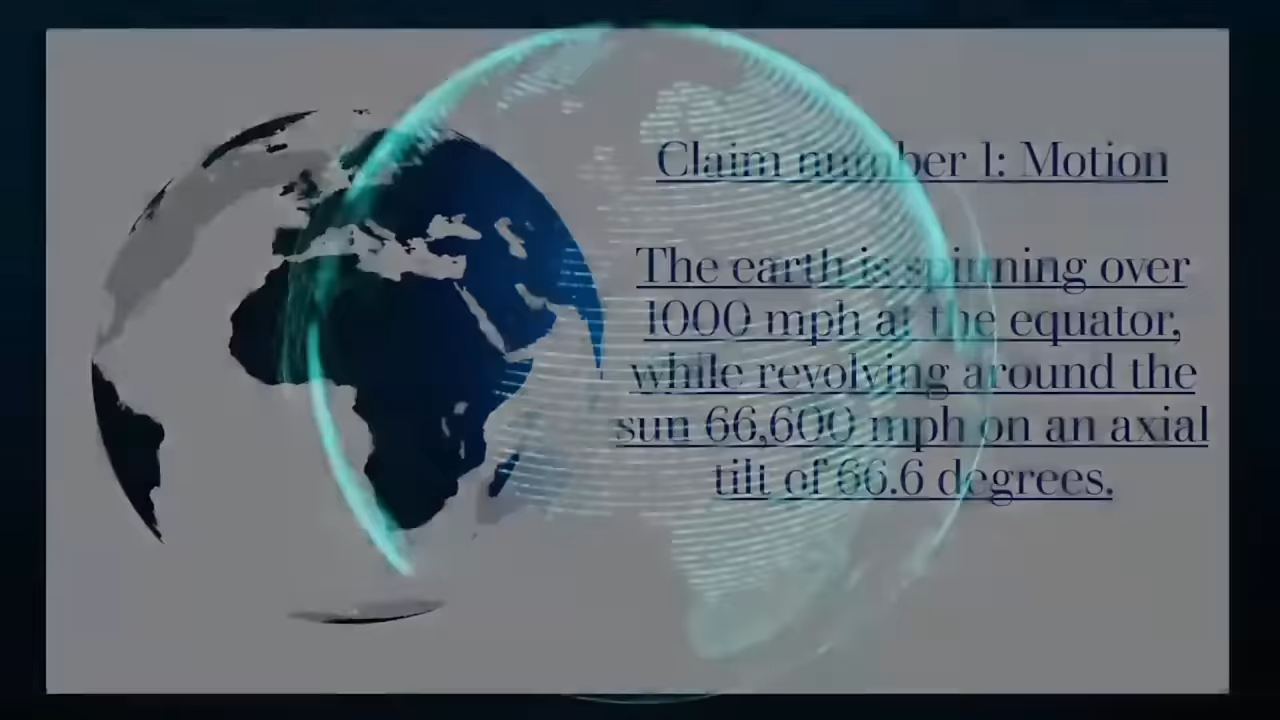 Claim number 1: Motion
The earth is spinning over
1000 mph at the equator,
while revolving around the
sun 66,600 mph on an axial
tilt of 66.6 degrees.